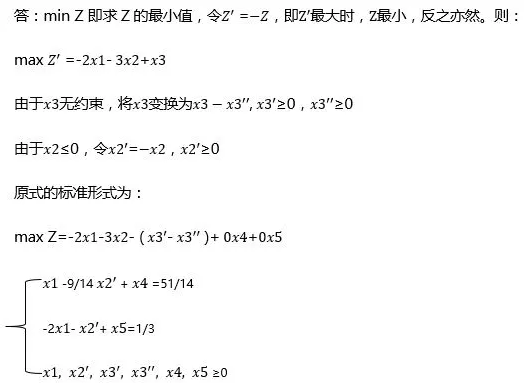 答：min Z 即求 Z 的最小值，令Z′ =−Z，即Z′最大时，Z最小，反之亦然。则：
max Z′ =-2x1- 3x2+x3
由于x3无约束，将x3变换为x3 − x3′′, x3′≥0，x3′′≥0
由于x2≤0，令x2′=−x2，x2′≥0
原式的标准形式为：
max Z=-2x1-3x2-（x3′- x3′′ ）+ 0x4+0x5
x1 -9/14 x2′ + x4 =51/14
-2x1- x2′+ x5=1/3
x1, x2′, x3′, x3′′, x4, x5 ≥0